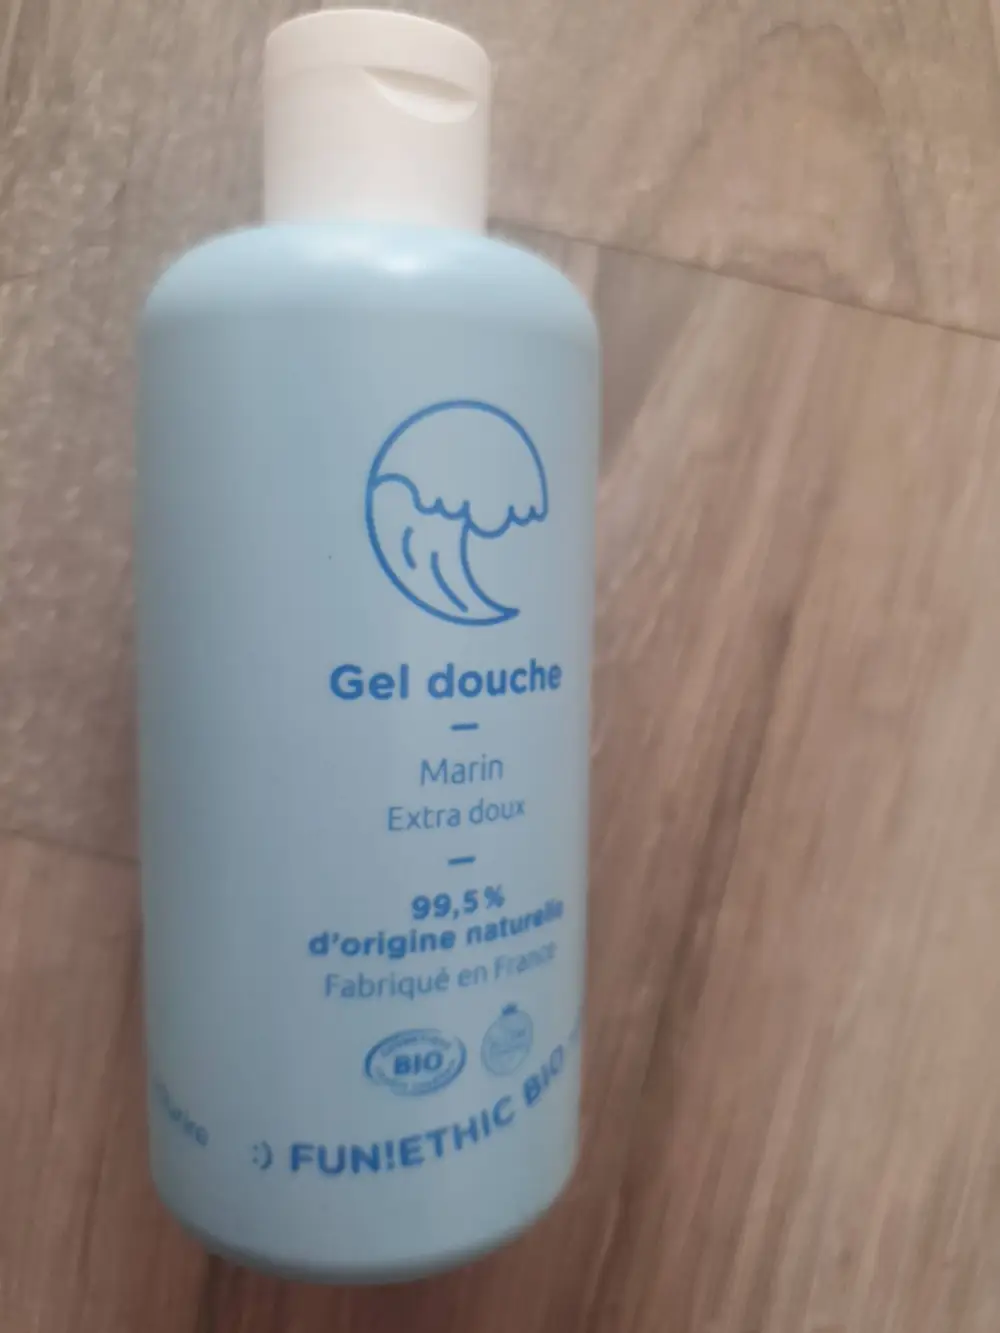 Gel douche
Marin
Extra doux
99,5%
d'origine naturelle
Fabriqué en France
BIO
:) FUN!ETHIC BIO